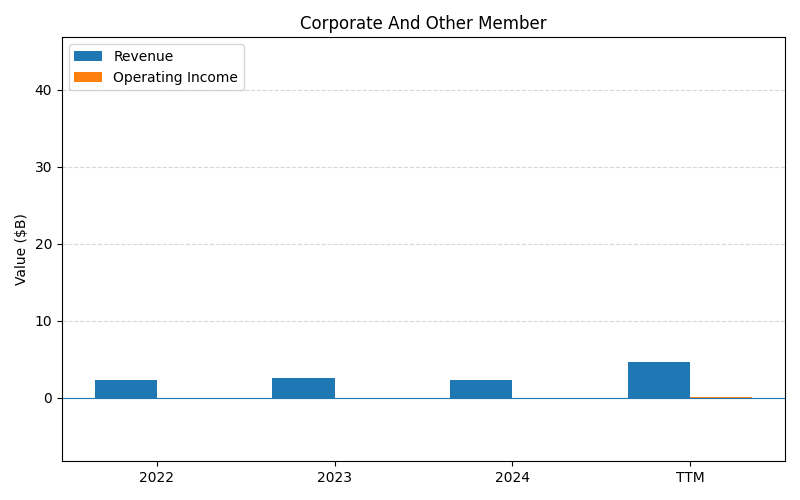 Corporate And Other Member
Revenue
Operating Income
Value ($B)
40
30
20
10
0
2022 2023 2024 TTM